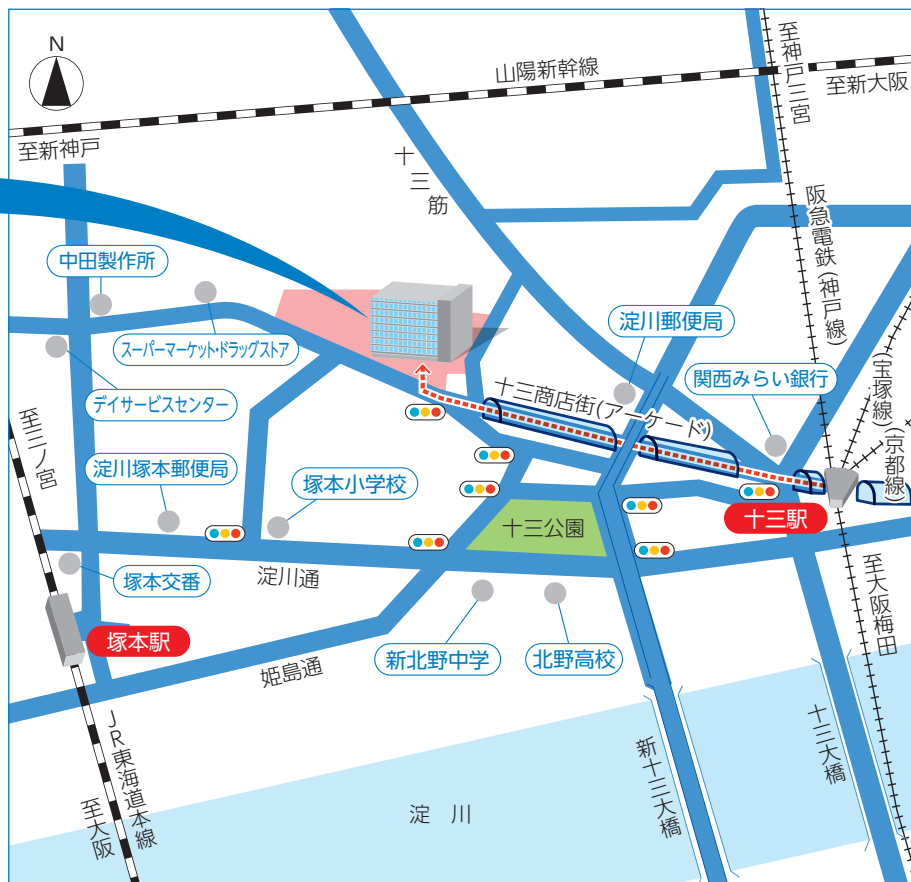 N
山陽新幹線
至新大阪
至神戸三宮
至新神戸
十三筋
阪急電鉄(神戸線)
(宝塚線)
(京都線)
中田製作所
スーパーマーケット・ドラッグストア
淀川郵便局
関西みらい銀行
デイサービスセンター
十三商店街(アーケード)
至三ノ宮
淀川塚本郵便局
塚本小学校
十三公園
十三駅
塚本交番
淀川通
至大阪梅田
塚本駅
姫島通
新北野中学
北野高校
JR東海道本線
至大阪
淀川
新十三大橋
十三大橋